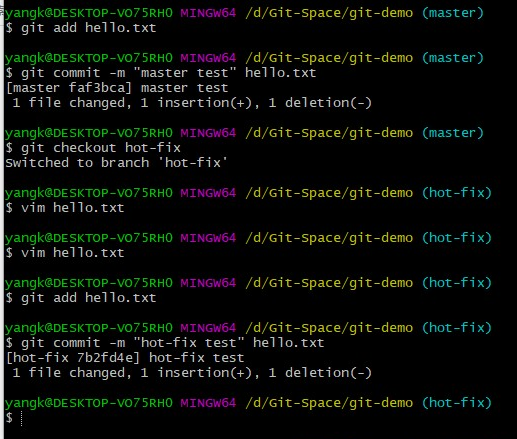 yangk@DESKTOP-VO75RH0 MINGW64 /d/Git-Space/git-demo (master)
$ git add hello.txt
yangk@DESKTOP-VO75RH0 MINGW64 /d/Git-Space/git-demo (master)
$ git commit -m "master test" hello.txt
[master faf3bca] master test
 1 file changed, 1 insertion(+), 1 deletion(-)
yangk@DESKTOP-VO75RH0 MINGW64 /d/Git-Space/git-demo (master)
$ git checkout hot-fix
Switched to branch 'hot-fix'
yangk@DESKTOP-VO75RH0 MINGW64 /d/Git-Space/git-demo (hot-fix)
$ vim hello.txt
yangk@DESKTOP-VO75RH0 MINGW64 /d/Git-Space/git-demo (hot-fix)
$ vim hello.txt
yangk@DESKTOP-VO75RH0 MINGW64 /d/Git-Space/git-demo (hot-fix)
$ git add hello.txt
yangk@DESKTOP-VO75RH0 MINGW64 /d/Git-Space/git-demo (hot-fix)
$ git commit -m "hot-fix test" hello.txt
[hot-fix 7b2fd4e] hot-fix test
 1 file changed, 1 insertion(+), 1 deletion(-)
yangk@DESKTOP-VO75RH0 MINGW64 /d/Git-Space/git-demo (hot-fix)
$